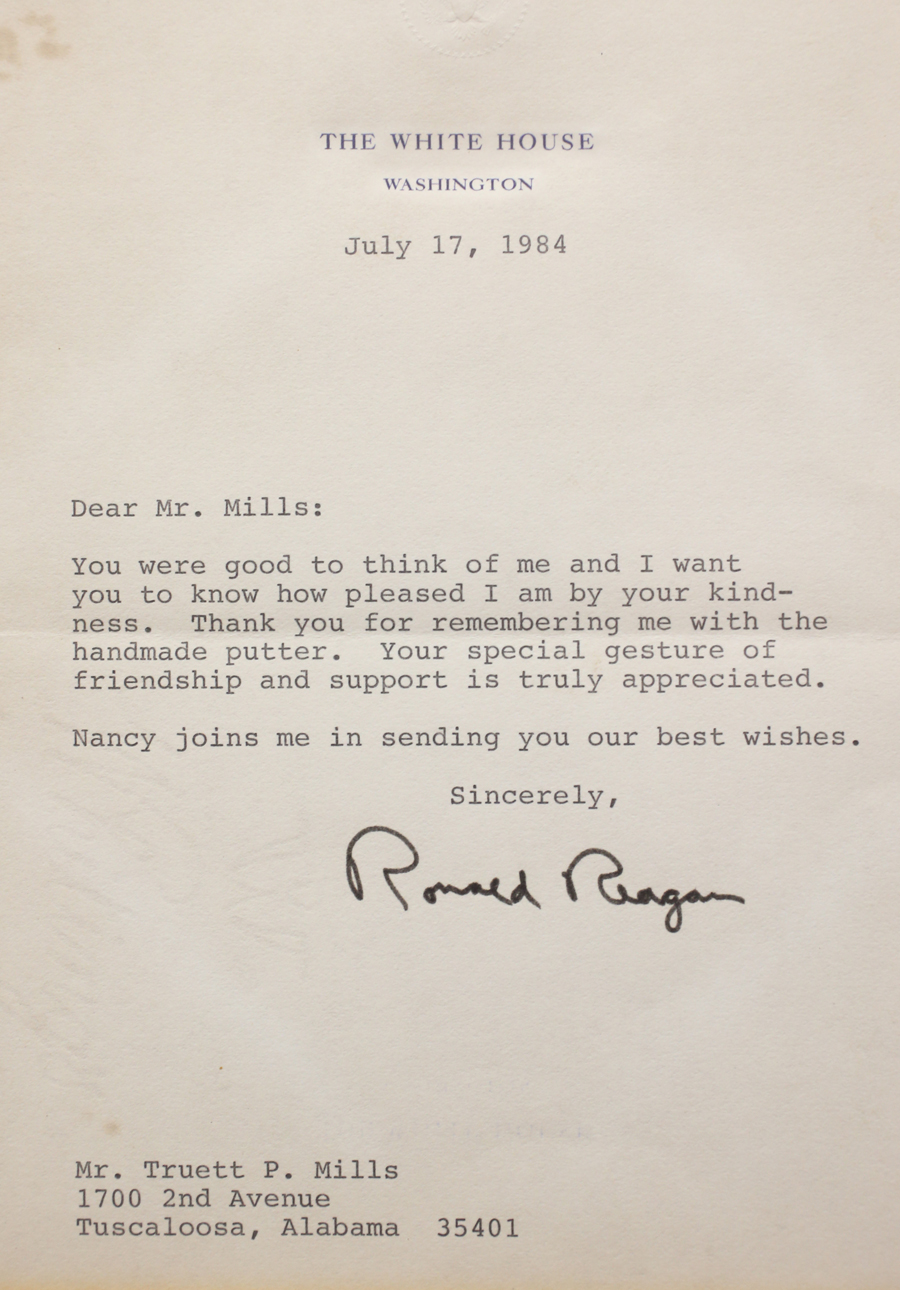 THE WHITE HOUSE
WASHINGTON
July 17, 1984
Dear Mr. Mills:
You were good to think of me and I want
you to know how pleased I am by your kind-
ness.  Thank you for remembering me with the
handmade putter.  Your special gesture of
friendship and support is truly appreciated.
Nancy joins me in sending you our best wishes.
Sincerely,
Ronald Reagan
Mr. Truett P. Mills
1700 2nd Avenue
Tuscaloosa, Alabama  35401